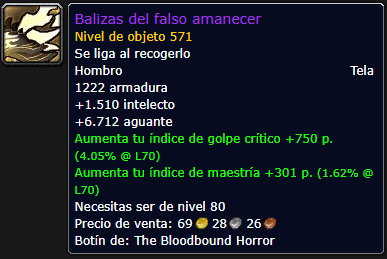 Balizas del falso amanecer
Nivel de objeto 571
Se liga al recogerlo
Hombro Tela
1222 armadura
+1.510 intelecto
+6.712 aguante
Aumenta tu índice de golpe crítico +750 p.
(4.05% @ L70)
Aumenta tu índice de maestría +301 p. (1.62% @
L70)
Necesitas ser de nivel 80
Precio de venta: 69 28 26
Botín de: The Bloodbound Horror